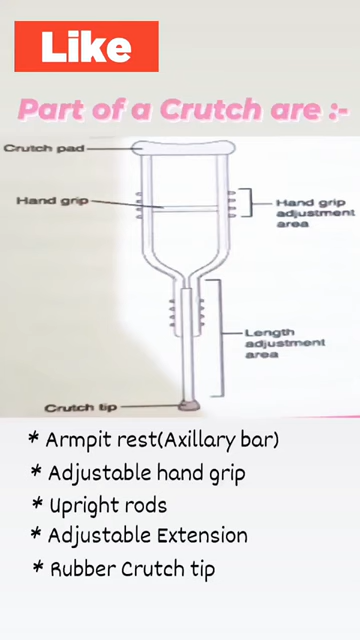 Like
Part of a Crutch are :-
Crutch pad
Hand grip
Hand grip
adjustment
area
Length
adjustment
area
Crutch tip
* Armpit rest(Axillary bar)
* Adjustable hand grip
* Upright rods
* Adjustable Extension
* Rubber Crutch tip